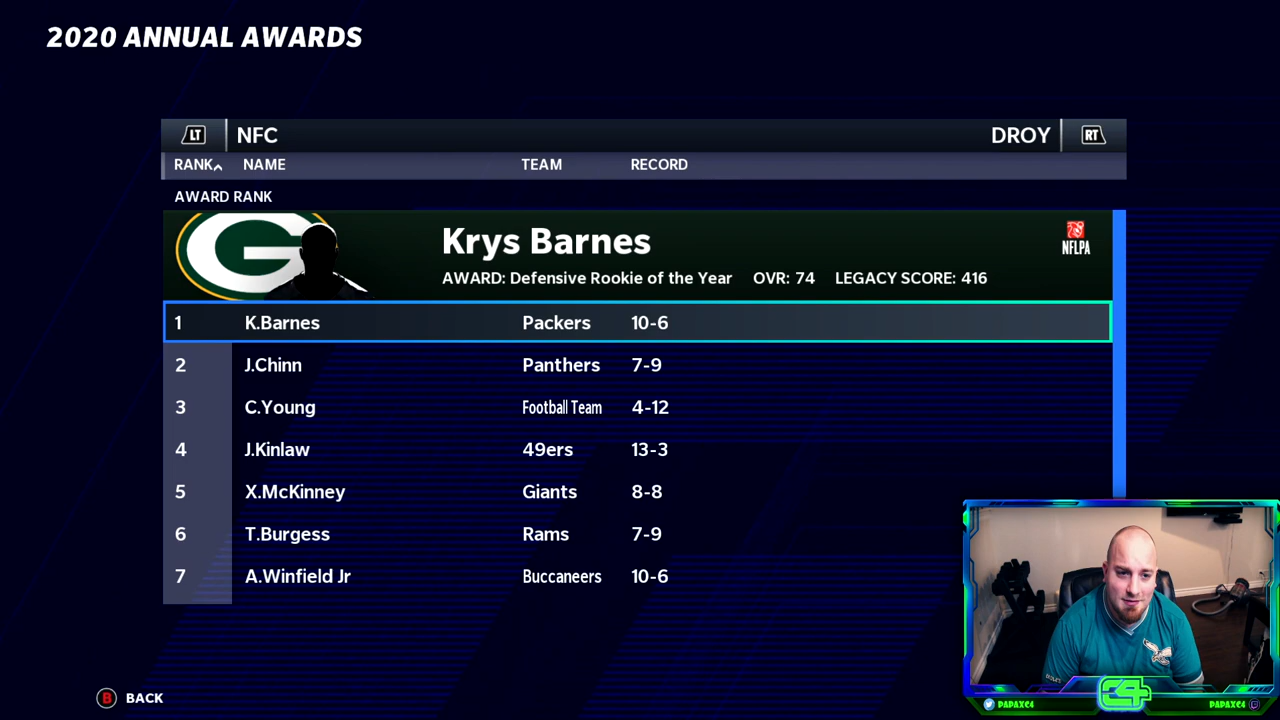 2020 ANNUAL AWARDS
LT NFC DROY RT
RANK NAME TEAM RECORD
AWARD RANK
G
Krys Barnes
NFLPA
AWARD: Defensive Rookie of the Year OVR: 74 LEGACY SCORE: 416
1 K.Barnes Packers 10-6
2 J.Chinn Panthers 7-9
3 C.Young Football Team 4-12
4 J.Kinlaw 49ers 13-3
5 X.McKinney Giants 8-8
6 T.Burgess Rams 7-9
7 A.Winfield Jr Buccaneers 10-6
B BACK
PAPAXC4 C4 PAPAXC4